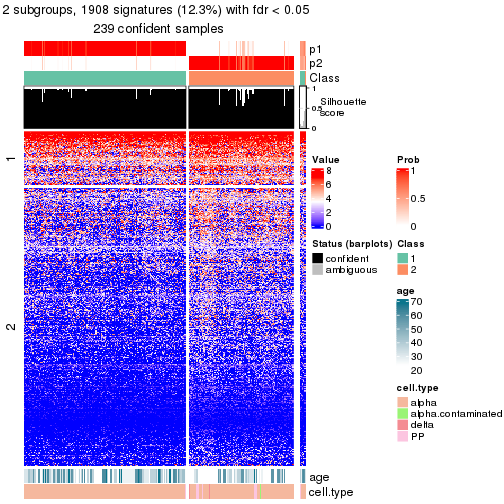 2 subgroups, 1908 signatures (12.3%) with fdr < 0.05
239 confident samples
p1
p2
Class
1
0.5
0
Silhouette
score
1
2
Value
8
6
4
2
0
Prob
1
0.5
0
Status (barplots)
confident
ambiguous
Class
1
2
age
70
60
50
40
30
20
cell.type
alpha
alpha.contaminated
delta
PP
age
cell.type